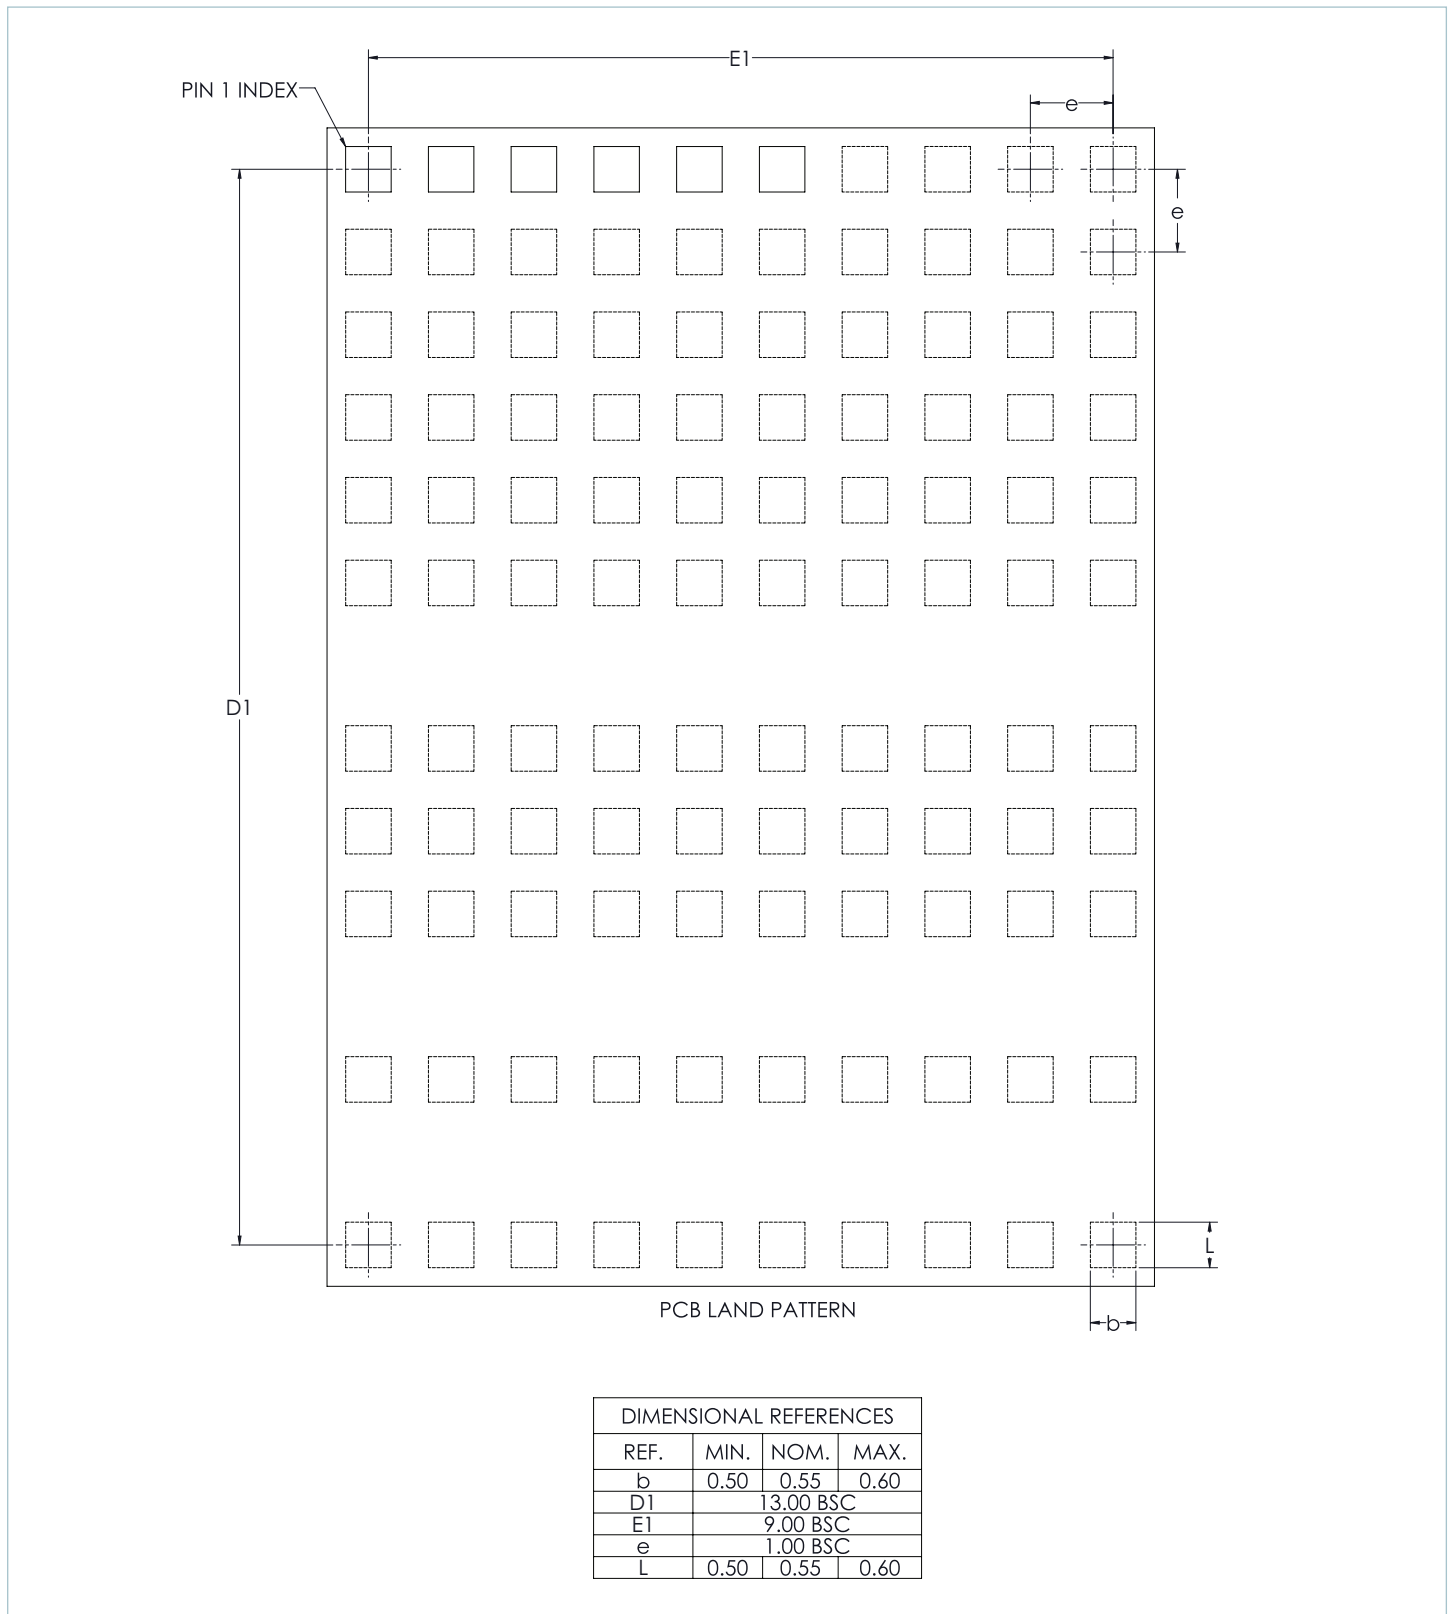 E1
PIN 1 INDEX
e
e
D1
L
PCB LAND PATTERN
b
DIMENSIONAL REFERENCES
REF. MIN. NOM. MAX.
b 0.50 0.55 0.60
D1 13.00 BSC
E1 9.00 BSC
e 1.00 BSC
L 0.50 0.55 0.60